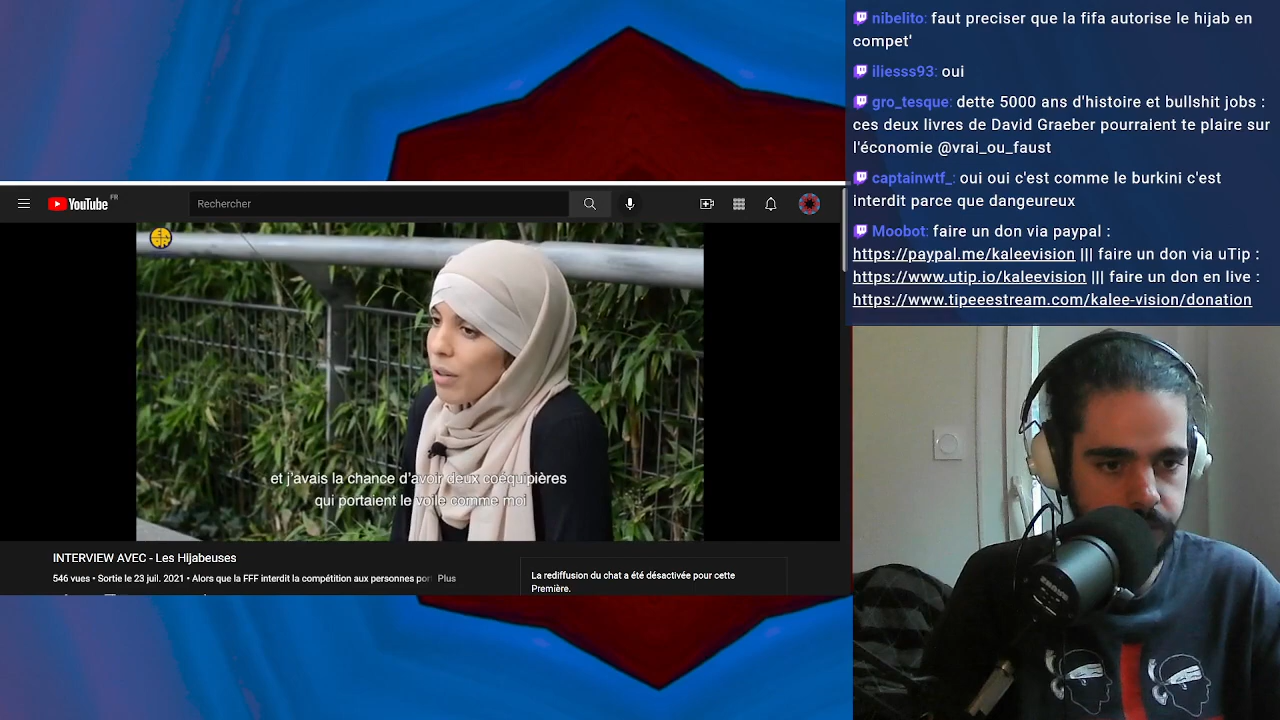 nibelito: faut preciser que la fifa autorise le hijab en
compet'
iliesss93: oui
gro_tesque: dette 5000 ans d'histoire et bullshit jobs :
ces deux livres de David Graeber pourraient te plaire sur
l'économie @vrai_ou_faust
captainwtf_: oui oui c'est comme le burkini c'est
interdit parce que dangeureux
Moobot: faire un don via paypal :
https://paypal.me/kaleevision ||| faire un don via uTip :
https://www.utip.io/kaleevision ||| faire un don en live :
https://www.tipeeestream.com/kalee-vision/donation
YouTube FR
Rechercher
et j'avais la chance d'avoir deux coéquipières
qui portaient le voile comme moi
INTERVIEW AVEC - Les Hijabeuses
546 vues • Sortie le 23 juil. 2021 • Alors que la FFF interdit la compétition aux personnes por Plus
La rediffusion du chat a été désactivée pour cette
Première.